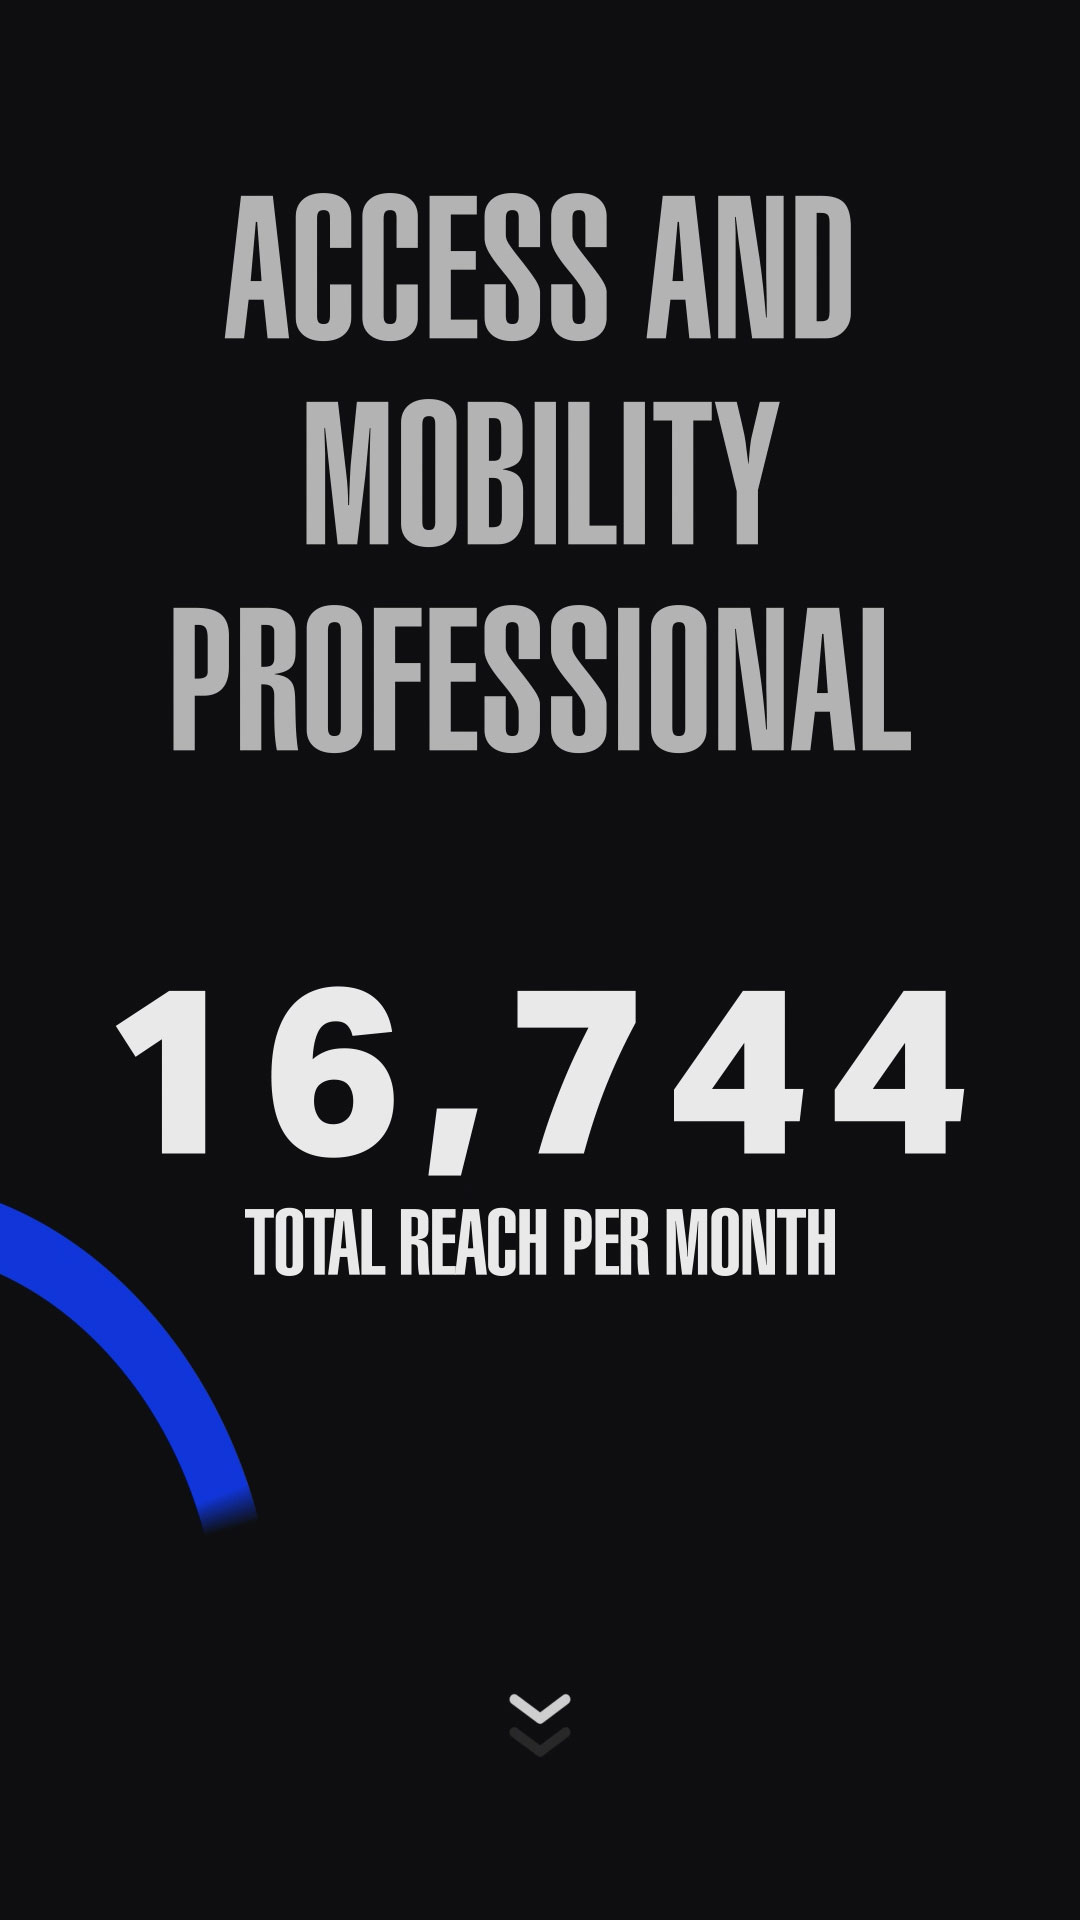 ACCESS AND
MOBILITY
PROFESSIONAL
16,744
TOTAL REACH PER MONTH